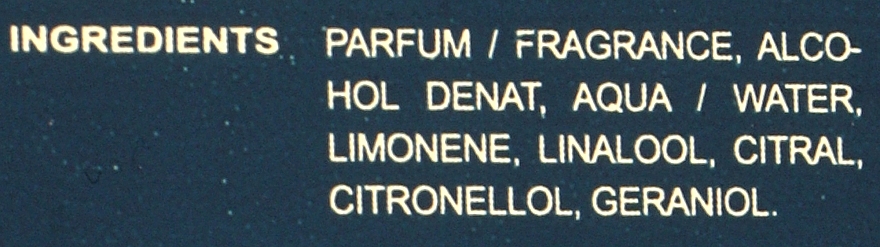 INGREDIENTS PARFUM / FRAGRANCE, ALCO-
HOL DENAT, AQUA / WATER,
LIMONENE, LINALOOL, CITRAL,
CITRONELLOL, GERANIOL.